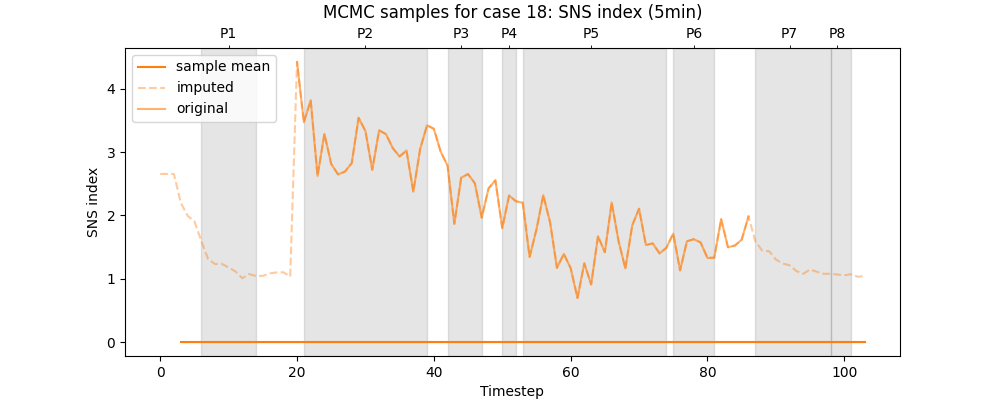 MCMC samples for case 18: SNS index (5min)
P1 P2 P3 P4 P5 P6 P7 P8
sample mean
imputed
original
SNS index
4
3
2
1
0
0 20 40 60 80 100
Timestep